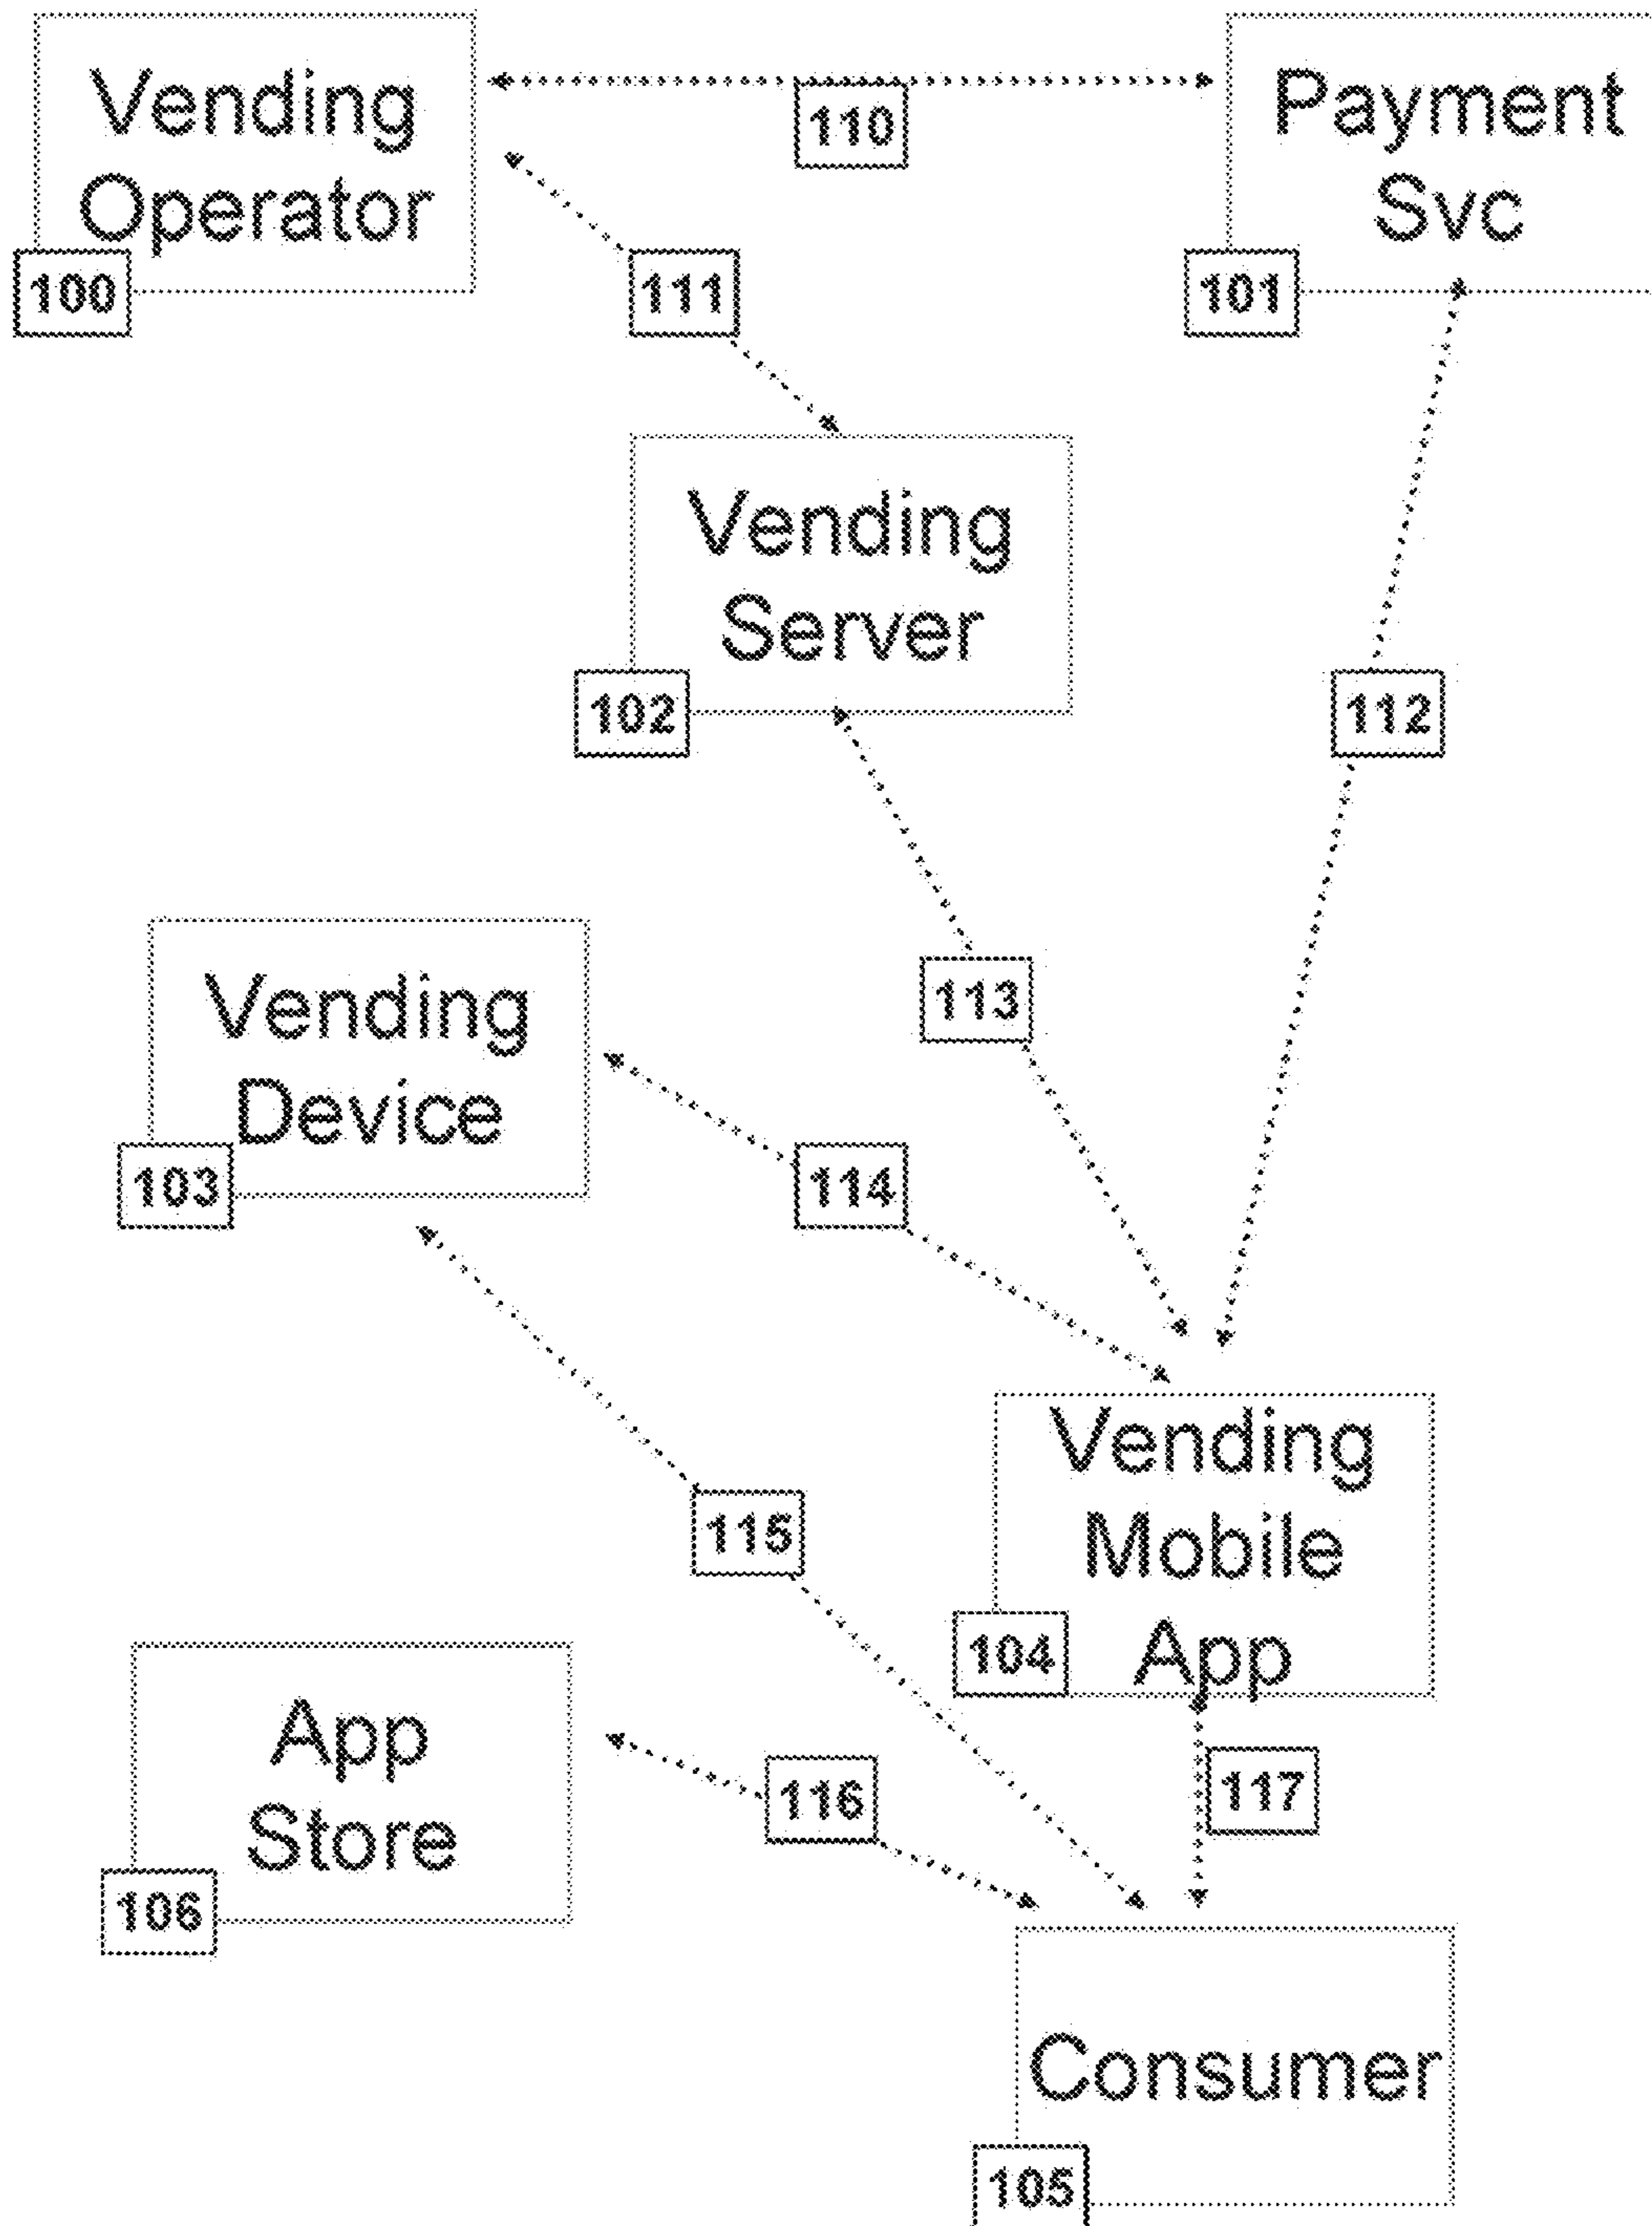 Vending
Operator
100
110
Payment
Svc
101
111
Vending
Server
102
112
113
Vending
Device
103
114
115
Vending
Mobile
App
104
App
Store
106
116
117
Consumer
105